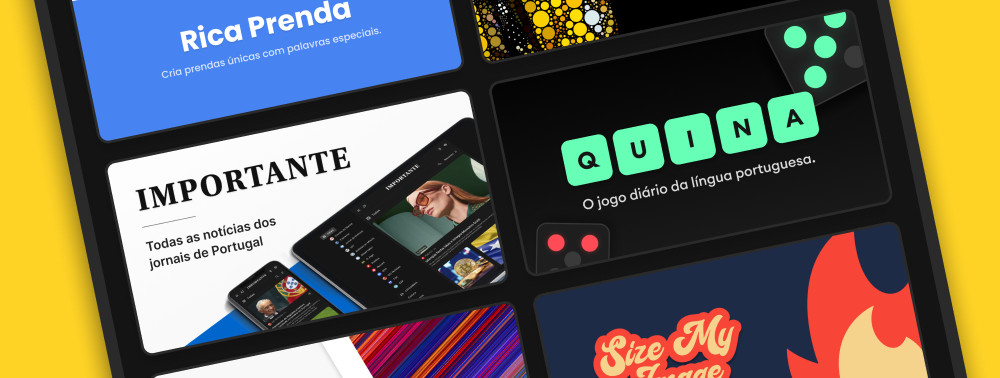 Rica Prenda
Cria prendas únicas com palavras especiais.
IMPORTANTE
Todas as notícias dos
jornais de Portugal
IMPORTANTE
QUINA
O jogo diário da língua portuguesa.
Size My
Image